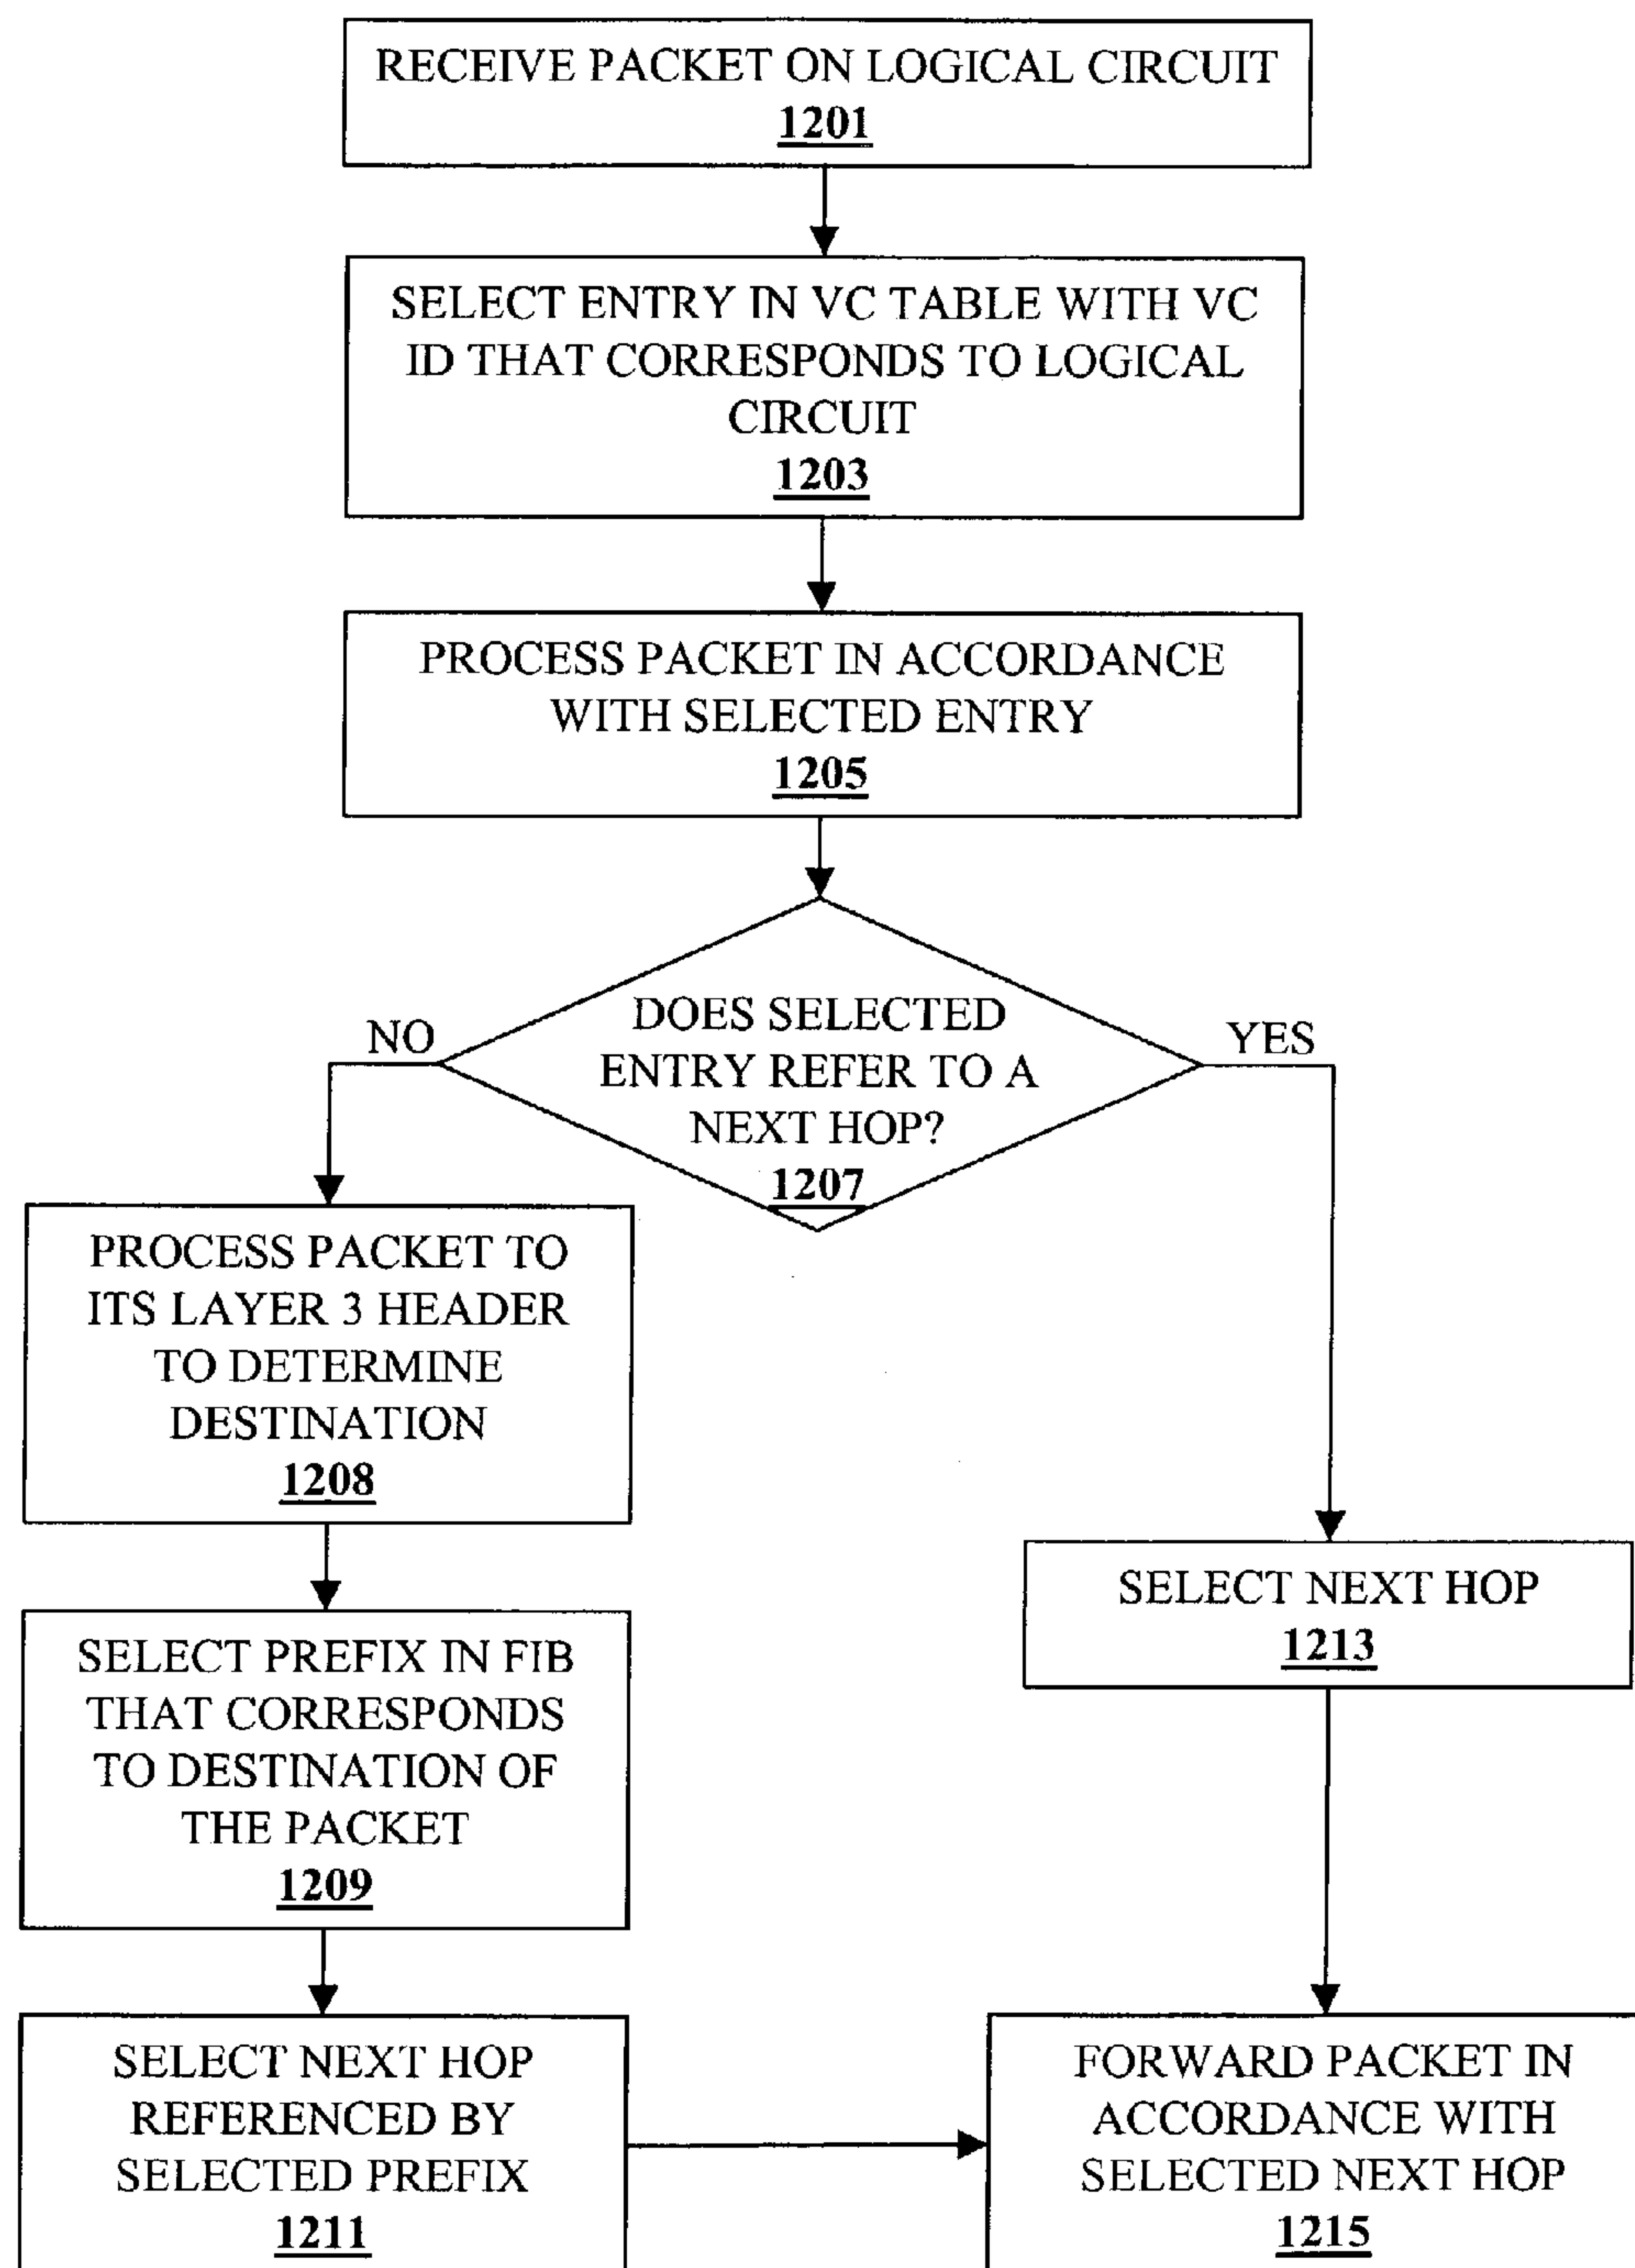 RECEIVE PACKET ON LOGICAL CIRCUIT
1201
SELECT ENTRY IN VC TABLE WITH VC
ID THAT CORRESPONDS TO LOGICAL
CIRCUIT
1203
PROCESS PACKET IN ACCORDANCE
WITH SELECTED ENTRY
1205
DOES SELECTED
ENTRY REFER TO A
NEXT HOP?
1207
NO
YES
PROCESS PACKET TO
ITS LAYER 3 HEADER
TO DETERMINE
DESTINATION
1208
SELECT PREFIX IN FIB
THAT CORRESPONDS
TO DESTINATION OF
THE PACKET
1209
SELECT NEXT HOP
REFERENCED BY
SELECTED PREFIX
1211
SELECT NEXT HOP
1213
FORWARD PACKET IN
ACCORDANCE WITH
SELECTED NEXT HOP
1215